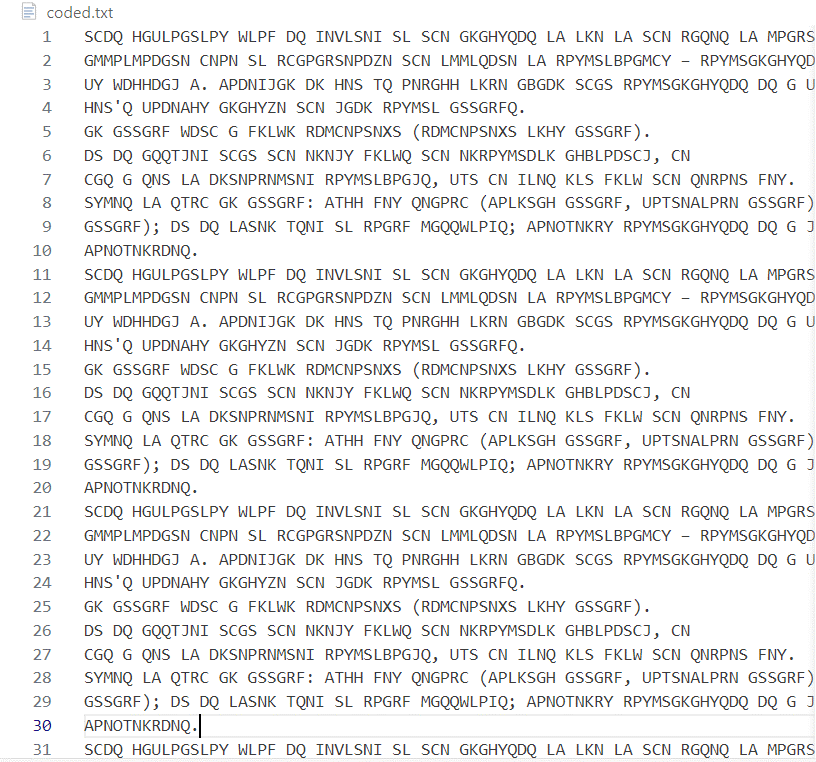 coded.txt
1 SCDQ HGULPGSLPY WLPF DQ INVLSNI SL SCN GKGHYQDQ LA LKN LA SCN RGQNQ LA MPGRS
2 GMMPLMPDGSN CNPN SL RCGPGRSNPDZN SCN LMMLQDSN LA RPYMSLBPGMCY – RPYMSGKGHYQD
3 UY WDHHDGJ A. APDNIJGK DK HNS TQ PNRGHH LKRN GBGDK SCGS RPYMSGKGHYQDQ DQ G U
4 HNS'Q UPDNAHY GKGHYZN SCN JGDK RPYMSL GSSGRFQ.
5 GK GSSGRF WDSC G FKLWK RDMCNPSNXS (RDMCNPSNXS LKHY GSSGRF).
6 DS DQ GQQTJNI SCGS SCN NKNJY FKLWQ SCN NKRPYMSDLK GHBLPDSCJ, CN
7 CGQ G QNS LA DKSNPRNMSNI RPYMSLBPGJQ, UTS CN ILNQ KLS FKLW SCN QNRPNS FNY.
8 SYMNQ LA QTRC GK GSSGRF: ATHH FNY QNGPRC (APLKSGH GSSGRF, UPTSNALPRN GSSGRF)
9 GSSGRF); DS DQ LASNK TQNI SL RPGRF MGQQWLPIQ; APNOTNKRY RPYMSGKGHYQDQ DQ G J
10 APNOTNKRDNQ.
11 SCDQ HGULPGSLPY WLPF DQ INVLSNI SL SCN GKGHYQDQ LA LKN LA SCN RGQNQ LA MPGRS
12 GMMPLMPDGSN CNPN SL RCGPGRSNPDZN SCN LMMLQDSN LA RPYMSLBPGMCY – RPYMSGKGHYQD
13 UY WDHHDGJ A. APDNIJGK DK HNS TQ PNRGHH LKRN GBGDK SCGS RPYMSGKGHYQDQ DQ G U
14 HNS'Q UPDNAHY GKGHYZN SCN JGDK RPYMSL GSSGRFQ.
15 GK GSSGRF WDSC G FKLWK RDMCNPSNXS (RDMCNPSNXS LKHY GSSGRF).
16 DS DQ GQQTJNI SCGS SCN NKNJY FKLWQ SCN NKRPYMSDLK GHBLPDSCJ, CN
17 CGQ G QNS LA DKSNPRNMSNI RPYMSLBPGJQ, UTS CN ILNQ KLS FKLW SCN QNRPNS FNY.
18 SYMNQ LA QTRC GK GSSGRF: ATHH FNY QNGPRC (APLKSGH GSSGRF, UPTSNALPRN GSSGRF)
19 GSSGRF); DS DQ LASNK TQNI SL RPGRF MGQQWLPIQ; APNOTNKRY RPYMSGKGHYQDQ DQ G J
20 APNOTNKRDNQ.
21 SCDQ HGULPGSLPY WLPF DQ INVLSNI SL SCN GKGHYQDQ LA LKN LA SCN RGQNQ LA MPGRS
22 GMMPLMPDGSN CNPN SL RCGPGRSNPDZN SCN LMMLQDSN LA RPYMSLBPGMCY – RPYMSGKGHYQD
23 UY WDHHDGJ A. APDNIJGK DK HNS TQ PNRGHH LKRN GBGDK SCGS RPYMSGKGHYQDQ DQ G U
24 HNS'Q UPDNAHY GKGHYZN SCN JGDK RPYMSL GSSGRFQ.
25 GK GSSGRF WDSC G FKLWK RDMCNPSNXS (RDMCNPSNXS LKHY GSSGRF).
26 DS DQ GQQTJNI SCGS SCN NKNJY FKLWQ SCN NKRPYMSDLK GHBLPDSCJ, CN
27 CGQ G QNS LA DKSNPRNMSNI RPYMSLBPGJQ, UTS CN ILNQ KLS FKLW SCN QNRPNS FNY.
28 SYMNQ LA QTRC GK GSSGRF: ATHH FNY QNGPRC (APLKSGH GSSGRF, UPTSNALPRN GSSGRF)
29 GSSGRF); DS DQ LASNK TQNI SL RPGRF MGQQWLPIQ; APNOTNKRY RPYMSGKGHYQDQ DQ G J
30 APNOTNKRDNQ.
31 SCDQ HGULPGSLPY WLPF DQ INVLSNI SL SCN GKGHYQDQ LA LKN LA SCN RGQNQ LA MPGRS